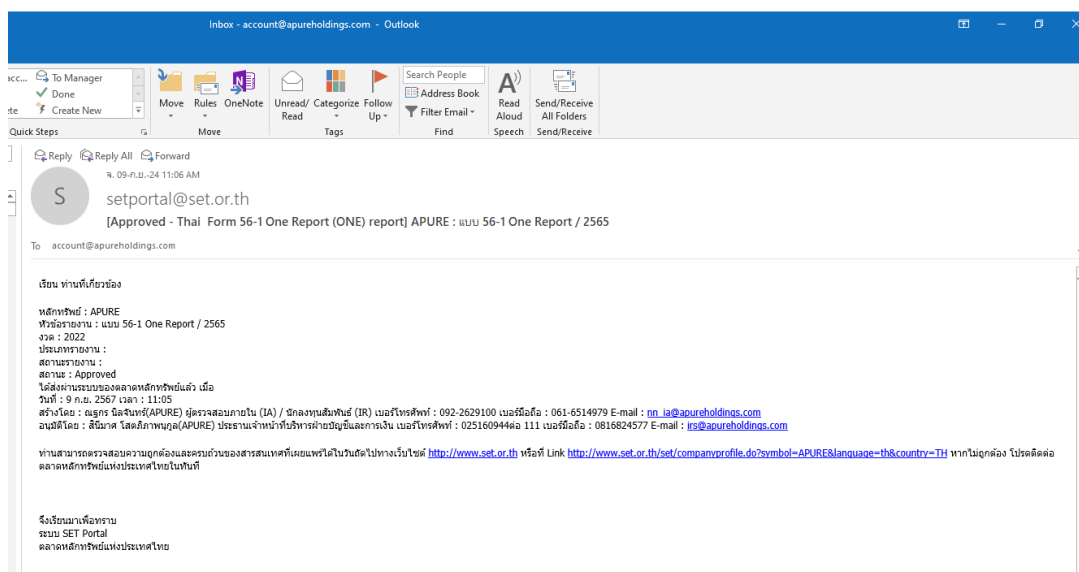 Inbox - account@apureholdings.com - Outlook
acc...
To Manager
Done
ete
Create New
Quick Steps
Move
Rules
OneNote
Move
Unread/ Read
Categorize
Follow Up
Tags
Search People
Address Book
Filter Email
Find
Read Aloud
Speech
Send/Receive All Folders
Send/Receive
Reply Reply All Forward
จ. 09-ก.ย.-24 11:06 AM
S
setportal@set.or.th
[Approved - Thai Form 56-1 One Report (ONE) report] APURE : แบบ 56-1 One Report / 2565
To account@apureholdings.com
เรียน ท่านที่เกี่ยวข้อง
หลักทรัพย์ : APURE
หัวข้อรายงาน : แบบ 56-1 One Report / 2565
งวด : 2022
ประเภทรายงาน :
สถานะรายงาน :
สถานะ : Approved
ได้ส่งผ่านระบบของตลาดหลักทรัพย์แล้ว เมื่อ
วันที่ : 9 ก.ย. 2567 เวลา : 11:05
สร้างโดย : ณฐกร นิลจันทร์(APURE) ผู้ตรวจสอบภายใน (IA) / นักลงทุนสัมพันธ์ (IR) เบอร์โทรศัพท์ : 092-2629100 เบอร์มือถือ : 061-6514979 E-mail : nn_ia@apureholdings.com
อนุมัติโดย : สินีมาศ โสตถิภาพนุกูล(APURE) ประธานเจ้าหน้าที่บริหารฝ่ายบัญชีและการเงิน เบอร์โทรศัพท์ : 025160944ต่อ 111 เบอร์มือถือ : 0816824577 E-mail : irs@apureholdings.com
ท่านสามารถตรวจสอบความถูกต้องและครบถ้วนของสารสนเทศที่เผยแพร่ได้ในวันถัดไปทางเว็บไซต์ http://www.set.or.th หรือที่ Link http://www.set.or.th/set/companyprofile.do?symbol=APURE&language=th&country=TH หากไม่ถูกต้อง โปรดติดต่อ
ตลาดหลักทรัพย์แห่งประเทศไทยในทันที
จึงเรียนมาเพื่อทราบ
ระบบ SET Portal
ตลาดหลักทรัพย์แห่งประเทศไทย